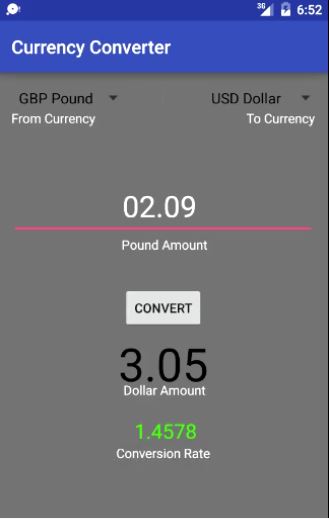 3G 6:52
Currency Converter
GBP Pound USD Dollar
From Currency To Currency
02.09
Pound Amount
CONVERT
3.05
Dollar Amount
1.4578
Conversion Rate